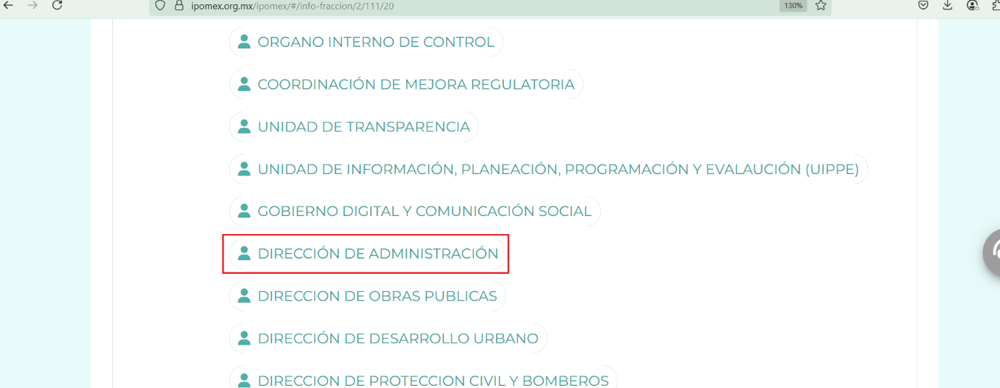 ipomex.org.mx/ipomex/#/info-fraccion/2/111/20 130%
ORGANO INTERNO DE CONTROL
COORDINACIÓN DE MEJORA REGULATORIA
UNIDAD DE TRANSPARENCIA
UNIDAD DE INFORMACIÓN, PLANEACIÓN, PROGRAMACIÓN Y EVALAUCIÓN (UIPPE)
GOBIERNO DIGITAL Y COMUNICACIÓN SOCIAL
DIRECCIÓN DE ADMINISTRACIÓN
DIRECCION DE OBRAS PUBLICAS
DIRECCIÓN DE DESARROLLO URBANO
DIRECCION DE PROTECCION CIVIL Y BOMBEROS